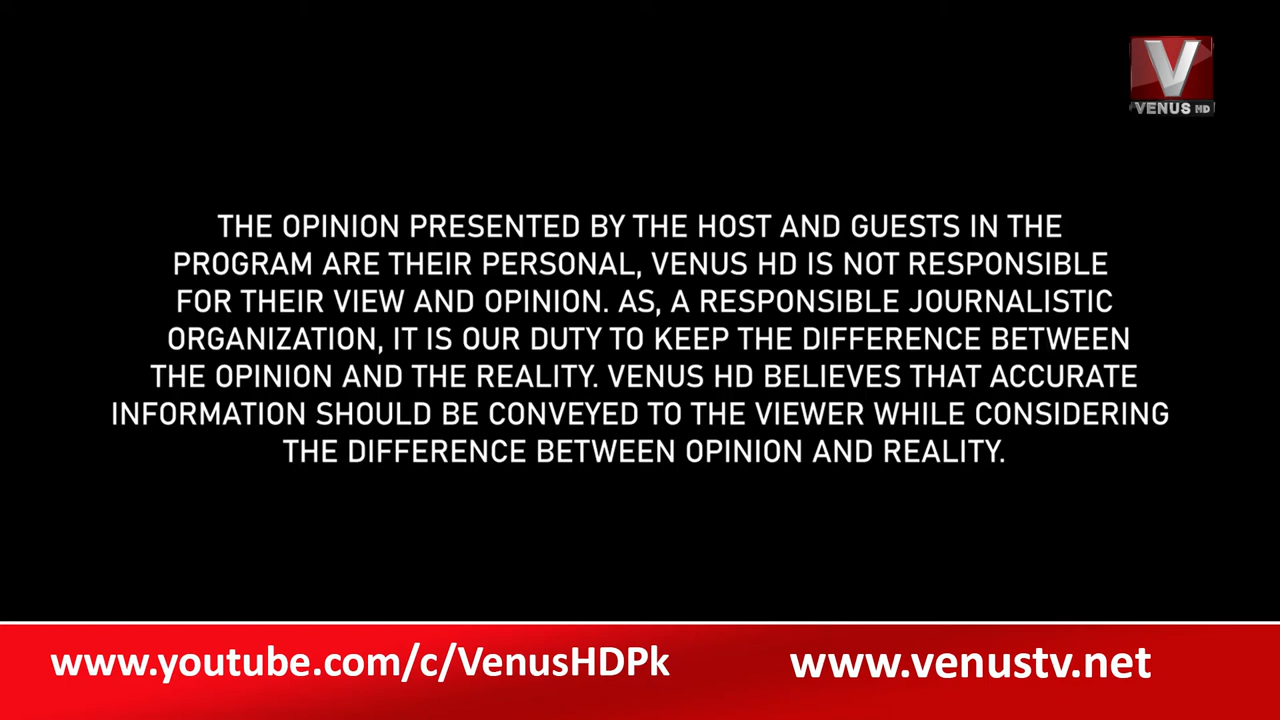 V
VENUS HD
THE OPINION PRESENTED BY THE HOST AND GUESTS IN THE
PROGRAM ARE THEIR PERSONAL, VENUS HD IS NOT RESPONSIBLE
FOR THEIR VIEW AND OPINION. AS, A RESPONSIBLE JOURNALISTIC
ORGANIZATION, IT IS OUR DUTY TO KEEP THE DIFFERENCE BETWEEN
THE OPINION AND THE REALITY. VENUS HD BELIEVES THAT ACCURATE
INFORMATION SHOULD BE CONVEYED TO THE VIEWER WHILE CONSIDERING
THE DIFFERENCE BETWEEN OPINION AND REALITY.
www.youtube.com/c/VenusHDPk
www.venustv.net